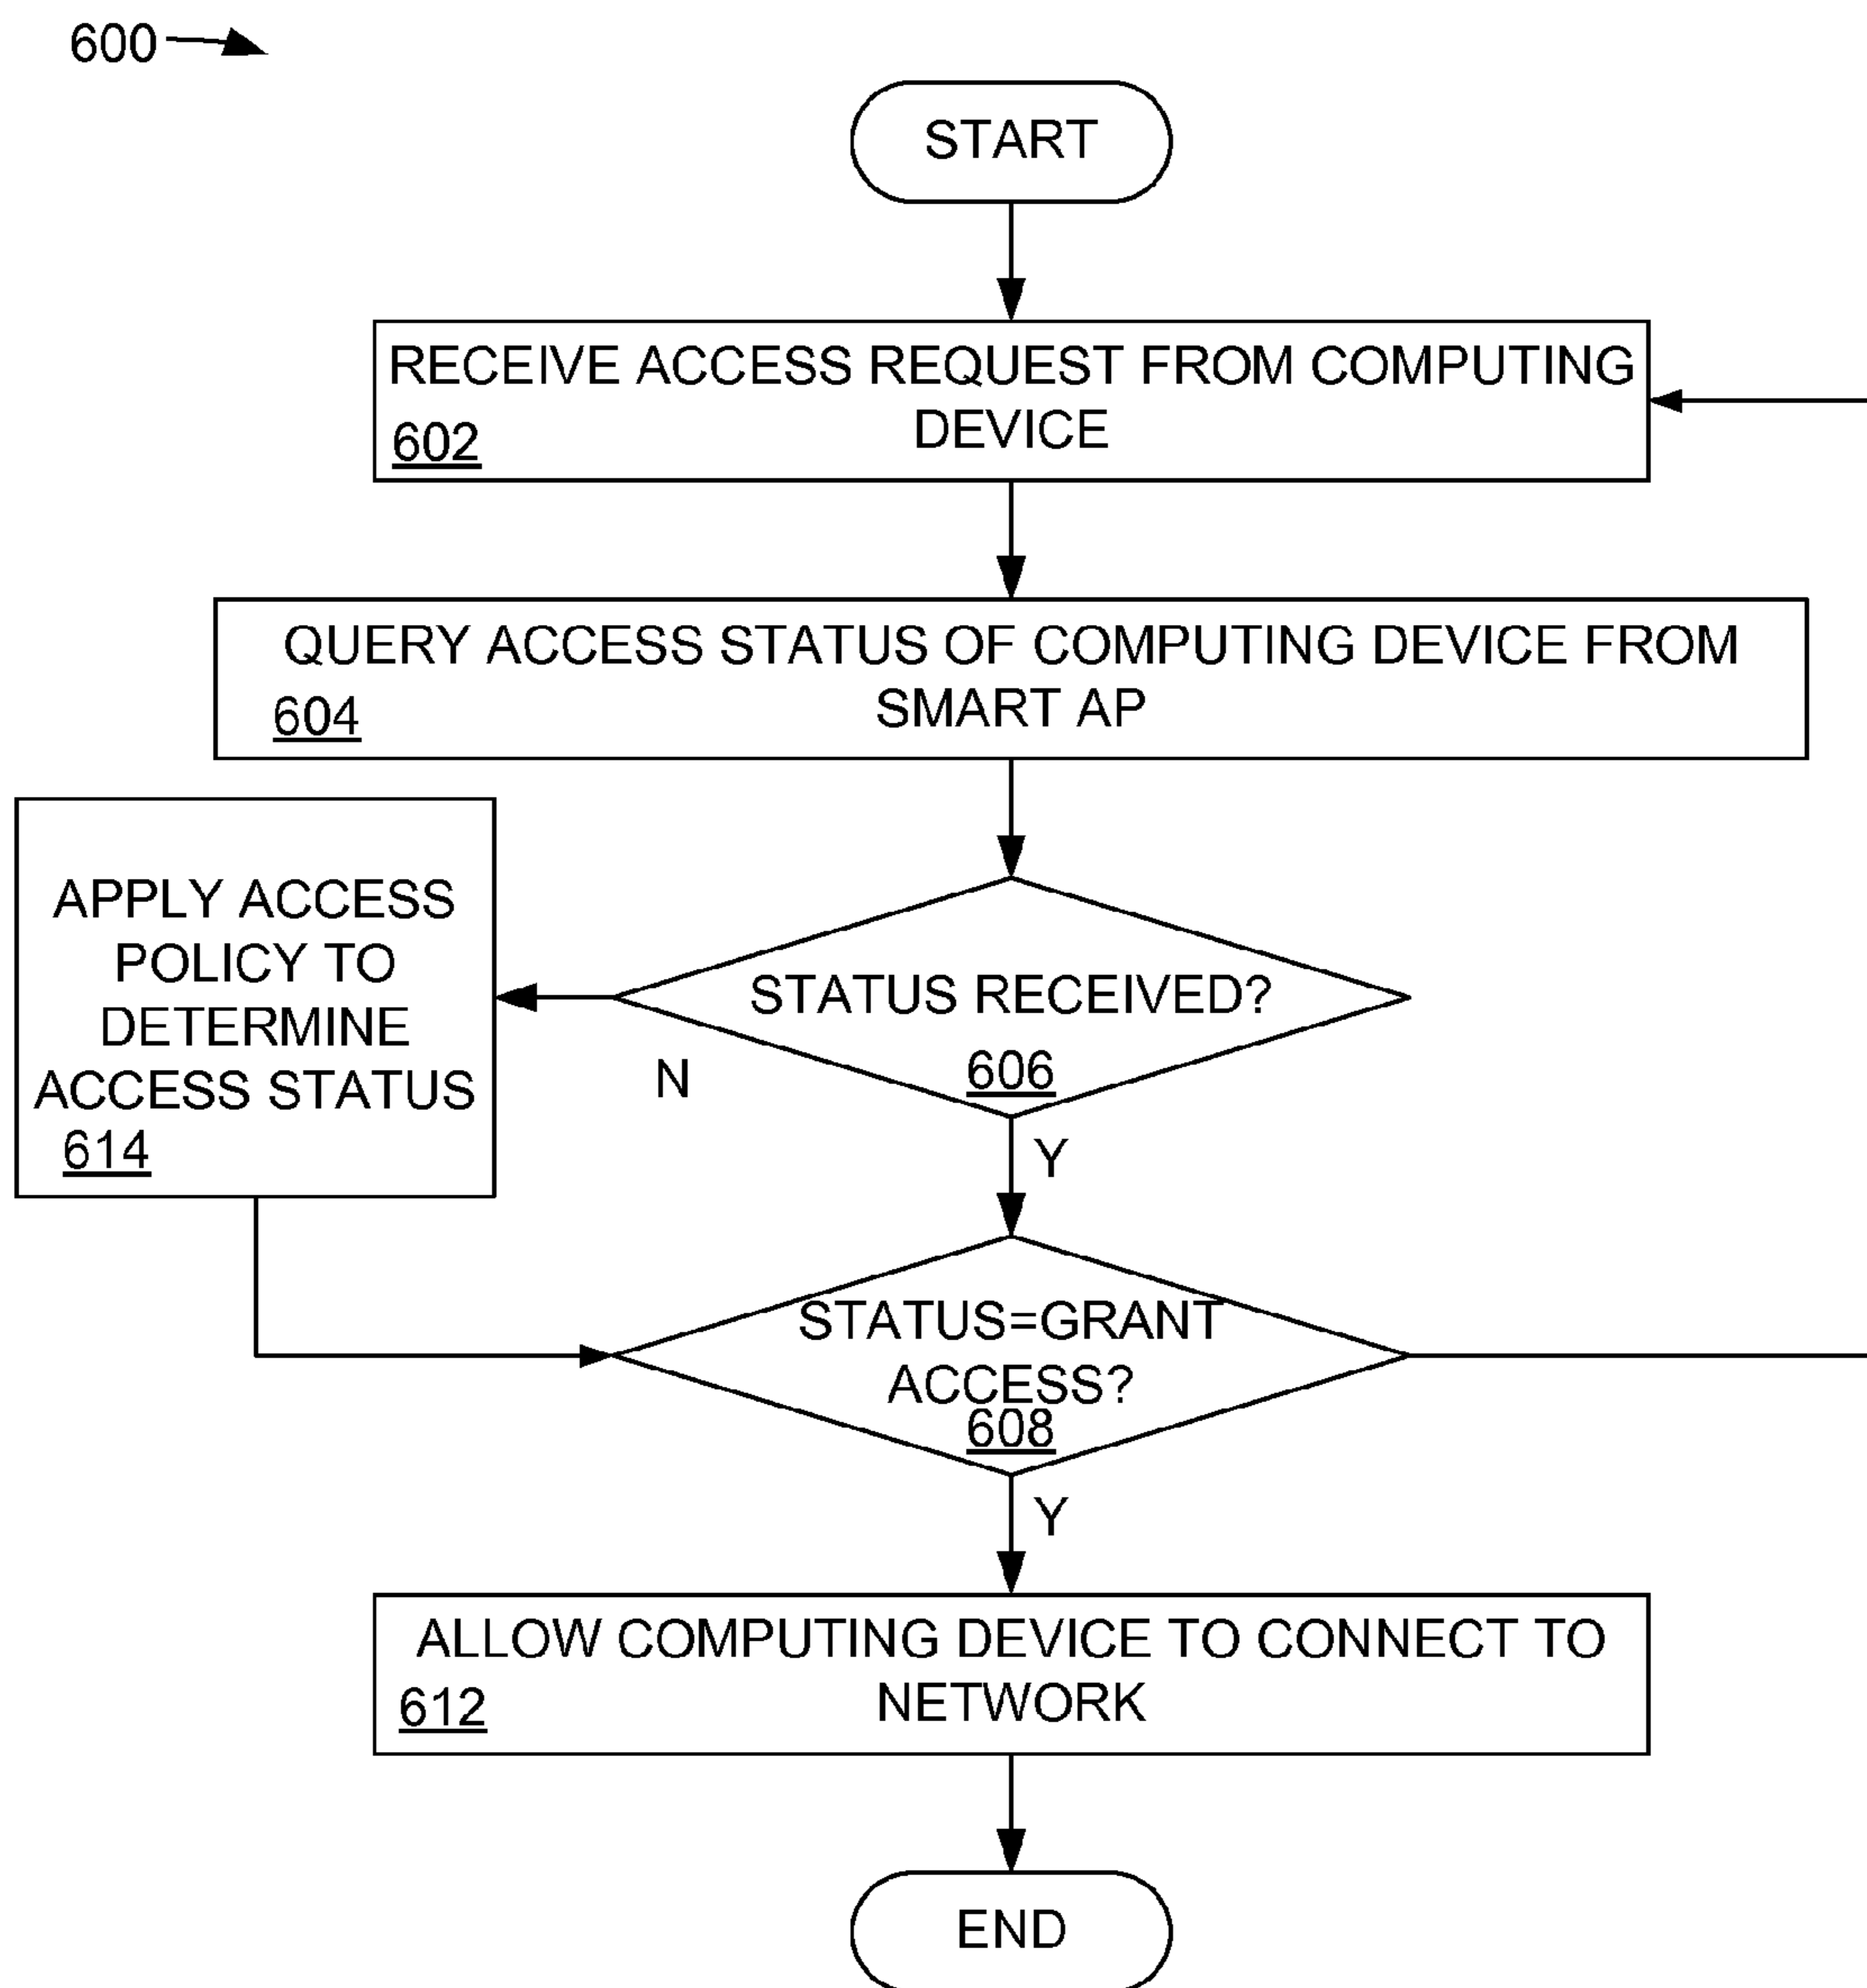 600
START
RECEIVE ACCESS REQUEST FROM COMPUTING
DEVICE
602
QUERY ACCESS STATUS OF COMPUTING DEVICE FROM
SMART AP
604
APPLY ACCESS
POLICY TO
DETERMINE
ACCESS STATUS
614
STATUS RECEIVED?
606
N
Y
STATUS=GRANT
ACCESS?
608
Y
ALLOW COMPUTING DEVICE TO CONNECT TO
NETWORK
612
END